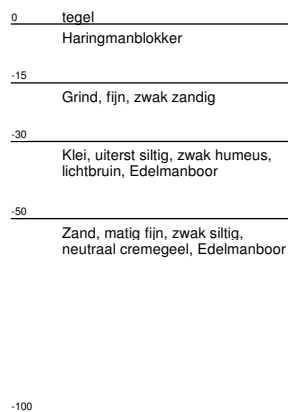 0 tegel
Haringmanblokker
-15
Grind, fijn, zwak zandig
-30
Klei, uiterst siltig, zwak humeus,
lichtbruin, Edelmanboor
-50
Zand, matig fijn, zwak siltig,
neutraal cremegeel, Edelmanboor
-100